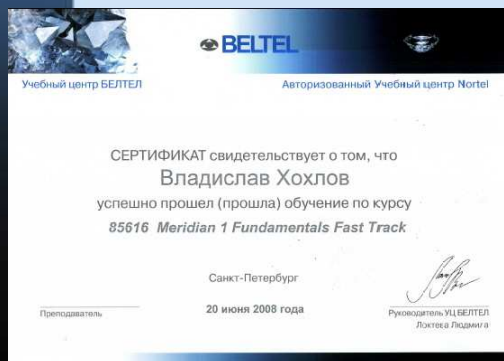 BELTEL
Учебный центр БЕЛТЕЛ
Авторизованный Учебный центр Nortel
СЕРТИФИКАТ свидетельствует о том, что
Владислав Хохлов
успешно прошел (прошла) обучение по курсу
85616 Meridian 1 Fundamentals Fast Track
Санкт-Петербург
Преподаватель
20 июня 2008 года
Руководитель УЦ БЕЛТЕЛ
Локтева Людмила